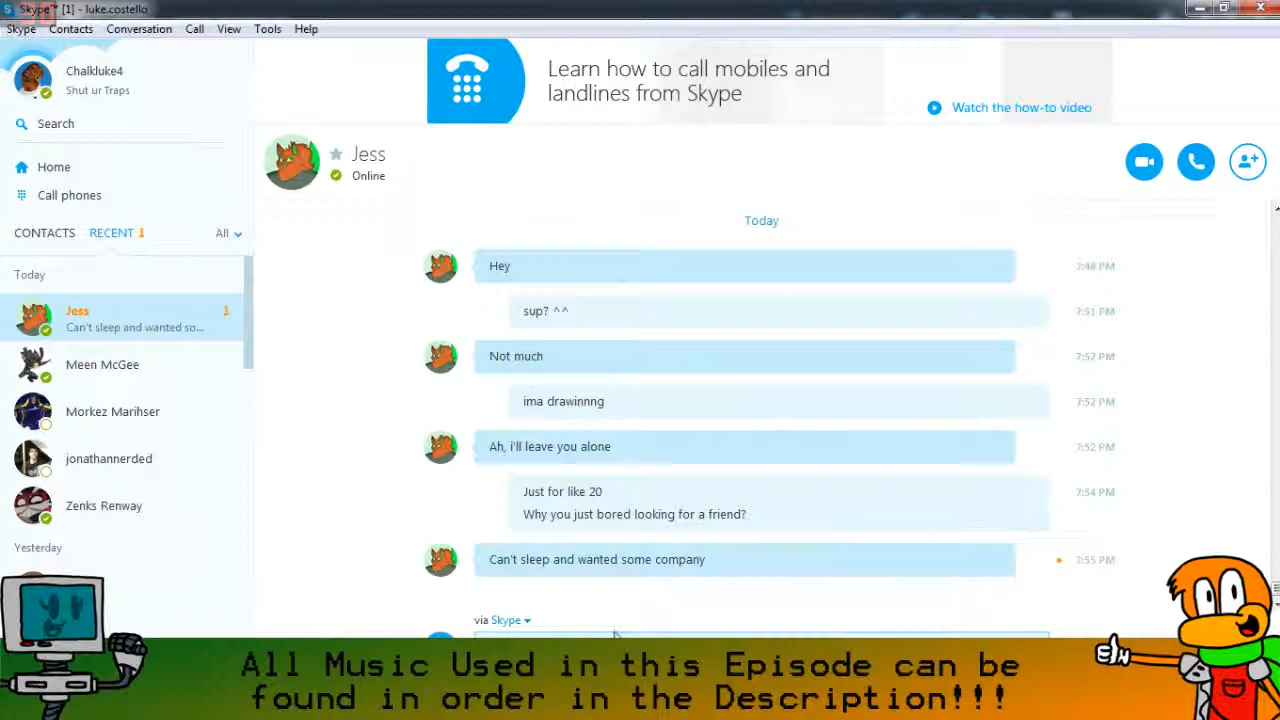 Skype™ [1] - luke.costello
Skype Contacts Conversation Call View Tools Help
Chalkluke4
Shut ur Traps
Search
Home
Call phones
CONTACTS RECENT 1 All
Today
Jess 1
Can't sleep and wanted so...
Meen McGee
Morkez Marihser
jonathannerded
Zenks Renway
Yesterday
Learn how to call mobiles and
landlines from Skype
Watch the how-to video
Jess
Online
Today
Hey 7:48 PM
sup? ^^ 7:51 PM
Not much 7:52 PM
ima drawinnng 7:52 PM
Ah, i'll leave you alone 7:52 PM
Just for like 20 7:54 PM
Why you just bored looking for a friend?
Can't sleep and wanted some company 7:55 PM
via Skype
All Music Used in this Episode can be
found in order in the Description!!!